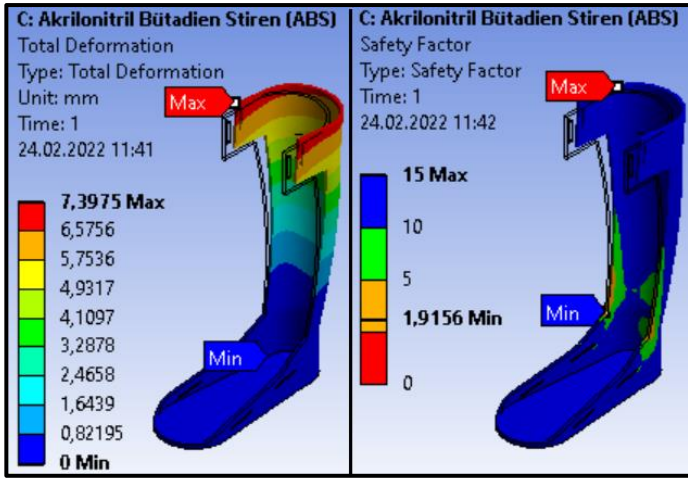 C: Akrilonitril Bütadien Stiren (ABS)
Total Deformation
Type: Total Deformation
Unit: mm
Time: 1
24.02.2022 11:41
Max
7,3975 Max
6,5756
5,7536
4,9317
4,1097
3,2878
2,4658
1,6439
0,82195
0 Min
Min
C: Akrilonitril Bütadien Stiren (ABS)
Safety Factor
Type: Safety Factor
Time: 1
24.02.2022 11:42
Max
15 Max
10
5
1,9156 Min
0
Min